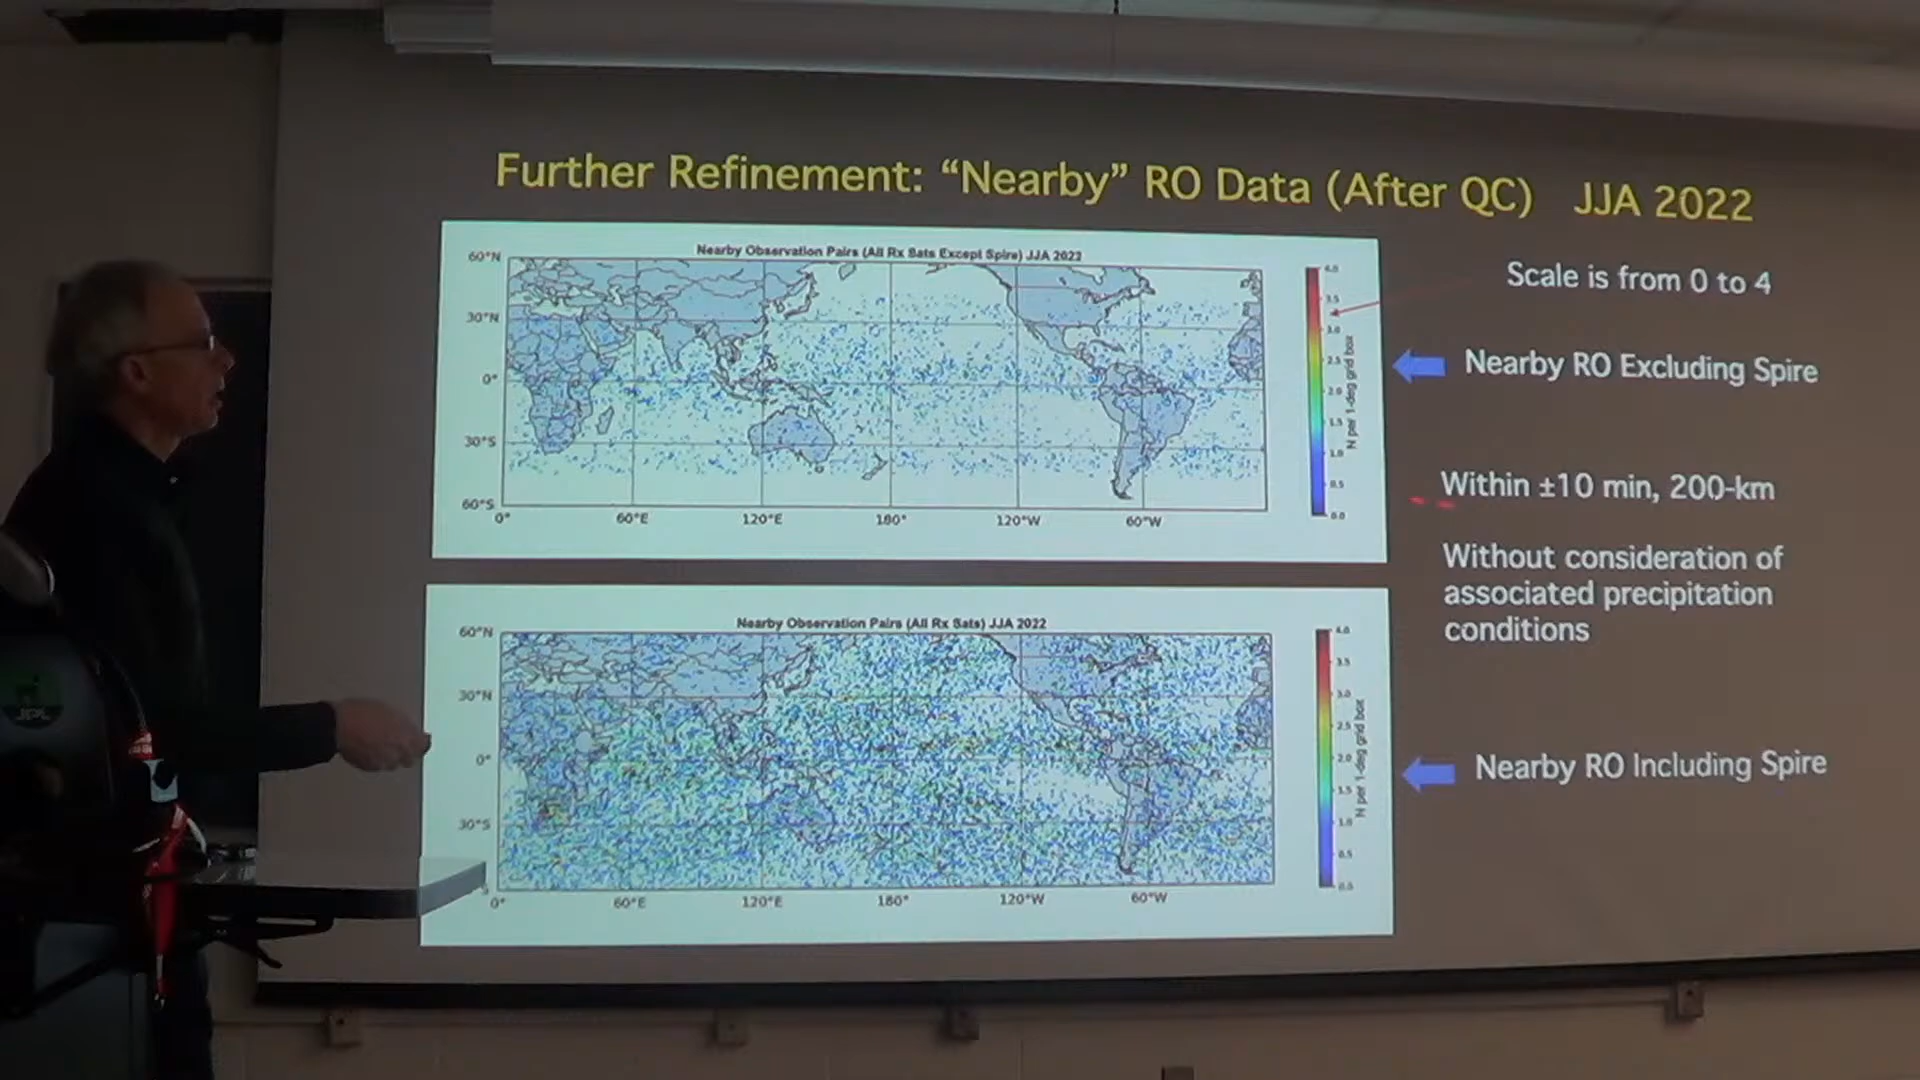 Further Refinement: “Nearby” RO Data (After QC) JJA 2022
Nearby Observation Pairs (All Rx Sats Except Spire) JJA 2022
60°N
30°N
0°
30°S
60°S
0°
60°E
120°E
180°
120°W
60°W
4.0
3.5
3.0
2.5
2.0
1.5
1.0
0.5
0.0
N per 1-deg grid box
Scale is from 0 to 4
Nearby RO Excluding Spire
Within ±10 min, 200-km
Without consideration of
associated precipitation
conditions
Nearby Observation Pairs (All Rx Sats) JJA 2022
60°N
30°N
0°
30°S
0°
60°E
120°E
180°
120°W
60°W
4.0
3.5
3.0
2.5
2.0
1.5
1.0
0.5
0.0
N per 1-deg grid box
Nearby RO Including Spire
JPL